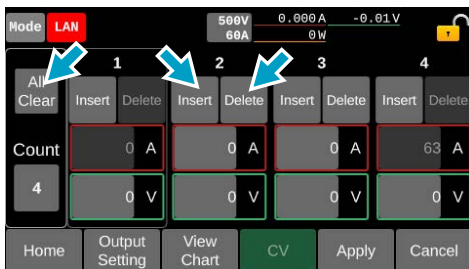 Mode LAN 500V 60A 0.000 A -0.01 V 0 W
1 2 3 4
All Clear Insert Delete Insert Delete Insert Delete Insert Delete
Count 0 A 0 A 0 A 63 A
4 0 V 0 V 0 V 0 V
Home Output Setting View Chart CV Apply Cancel